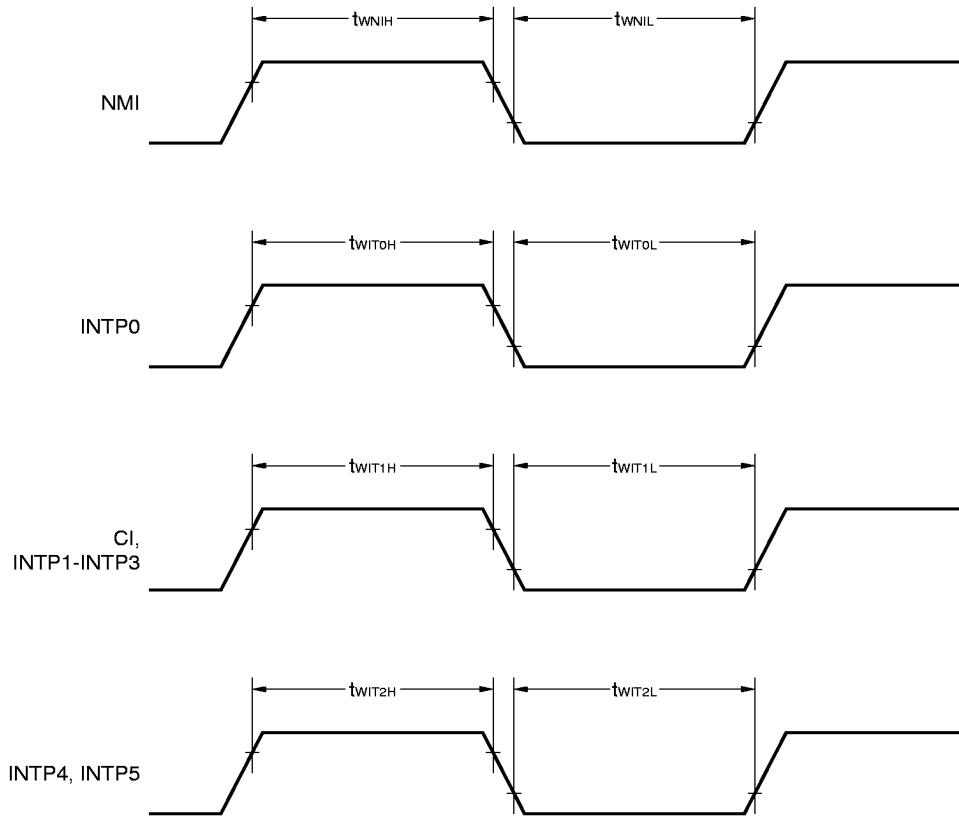 tWNIH
tWNIL
NMI
tWIT0H
tWIT0L
INTP0
tWIT1H
tWIT1L
CI,
INTP1-INTP3
tWIT2H
tWIT2L
INTP4, INTP5